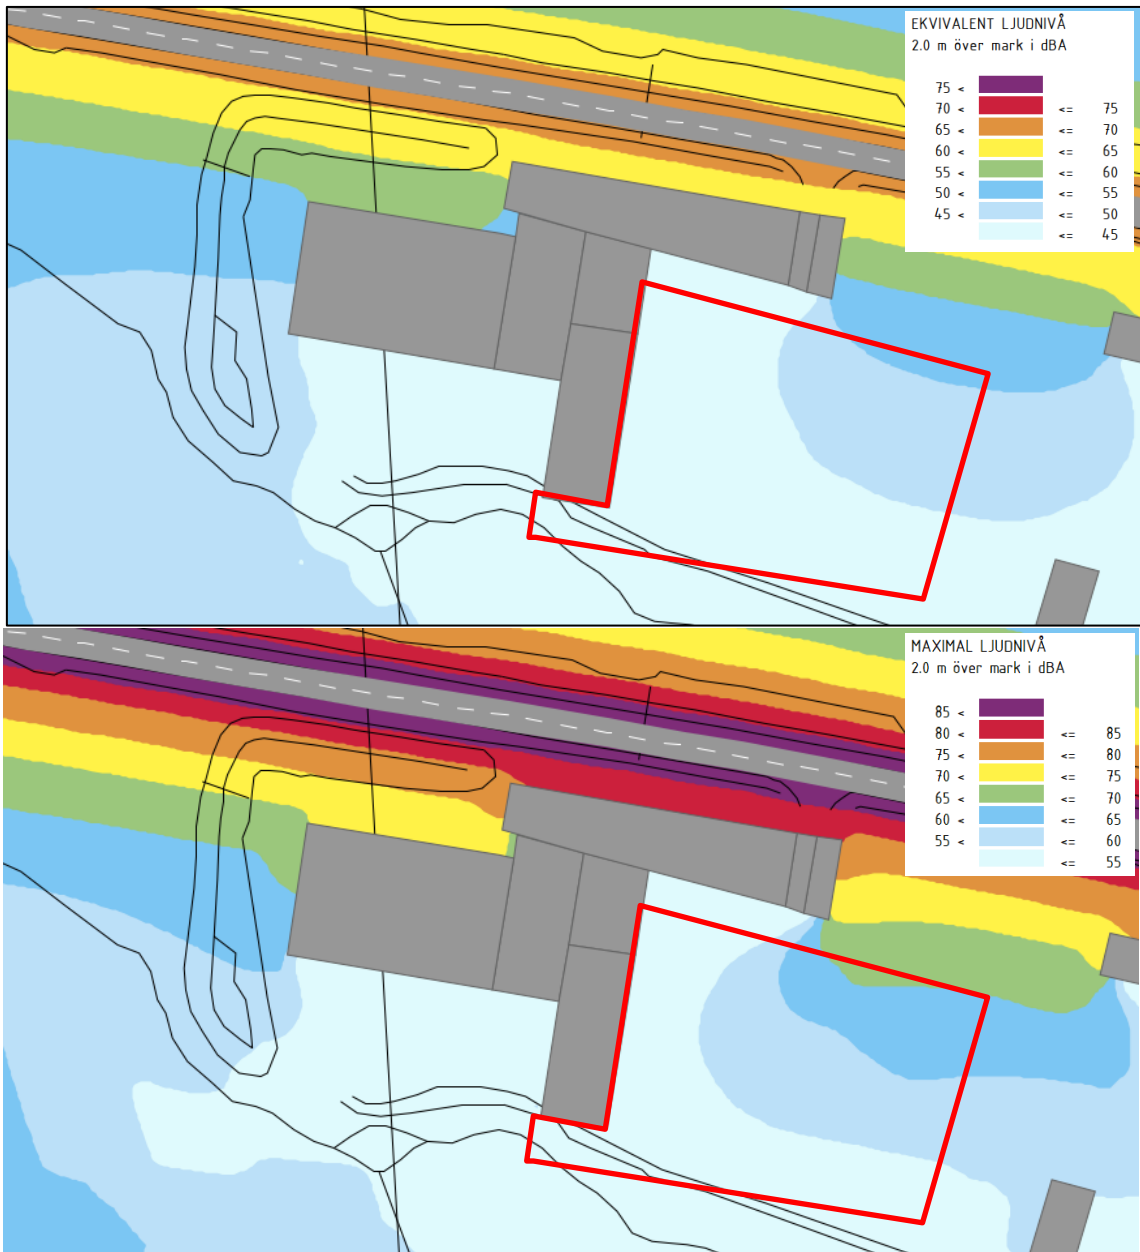 EKVIVALENT LJUDNIVÅ
2.0 m över mark i dBA
75 <
70 < <= 75
65 < <= 70
60 < <= 65
55 < <= 60
50 < <= 55
45 < <= 50
<= 45
MAXIMAL LJUDNIVÅ
2.0 m över mark i dBA
85 <
80 < <= 85
75 < <= 80
70 < <= 75
65 < <= 70
60 < <= 65
55 < <= 60
<= 55